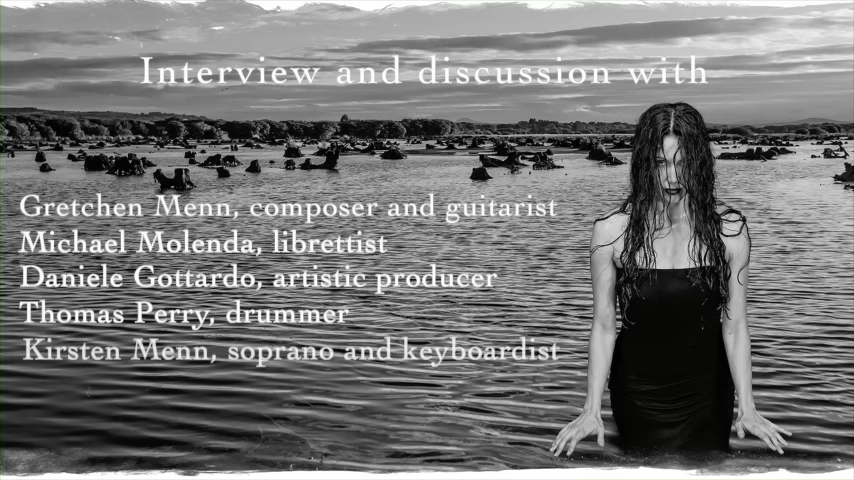 Interview and discussion with
Gretchen Menn, composer and guitarist
Michael Molenda, librettist
Daniele Gottardo, artistic producer
Thomas Perry, drummer
Kirsten Menn, soprano and keyboardist